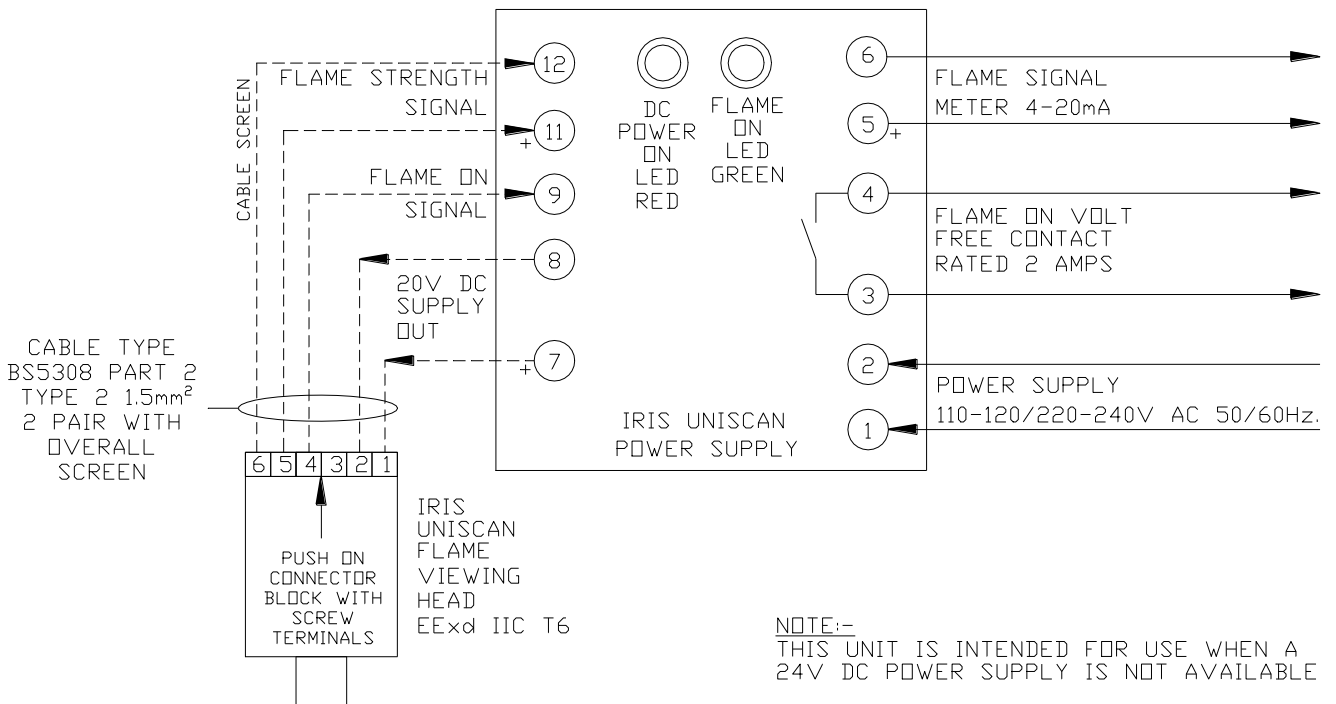 12
FLAME STRENGTH
SIGNAL
CABLE SCREEN
11
+
FLAME ON
SIGNAL
9
8
20V DC
SUPPLY
OUT
7
+
CABLE TYPE
BS5308 PART 2
TYPE 2 1.5mm²
2 PAIR WITH
OVERALL
SCREEN
6 5 4 3 2 1
PUSH ON
CONNECTOR
BLOCK WITH
SCREW
TERMINALS
IRIS
UNISCAN
FLAME
VIEWING
HEAD
EExd IIC T6
DC
POWER
ON
LED
RED
FLAME
ON
LED
GREEN
IRIS UNISCAN
POWER SUPPLY
6
FLAME SIGNAL
METER 4-20mA
5
+
4
FLAME ON VOLT
FREE CONTACT
RATED 2 AMPS
3
2
POWER SUPPLY
110-120/220-240V AC 50/60Hz.
1
NOTE:-
THIS UNIT IS INTENDED FOR USE WHEN A
24V DC POWER SUPPLY IS NOT AVAILABLE